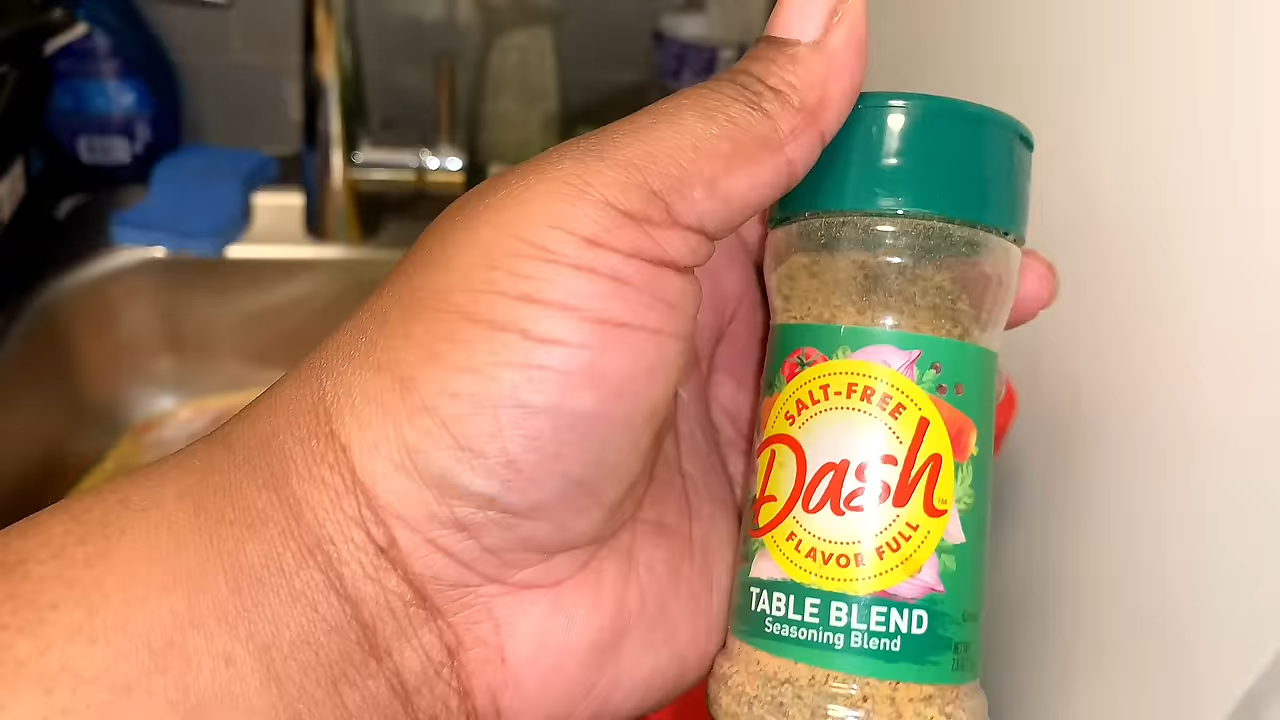 SALT-FREE
Dash
FLAVOR FULL
TABLE BLEND
Seasoning Blend